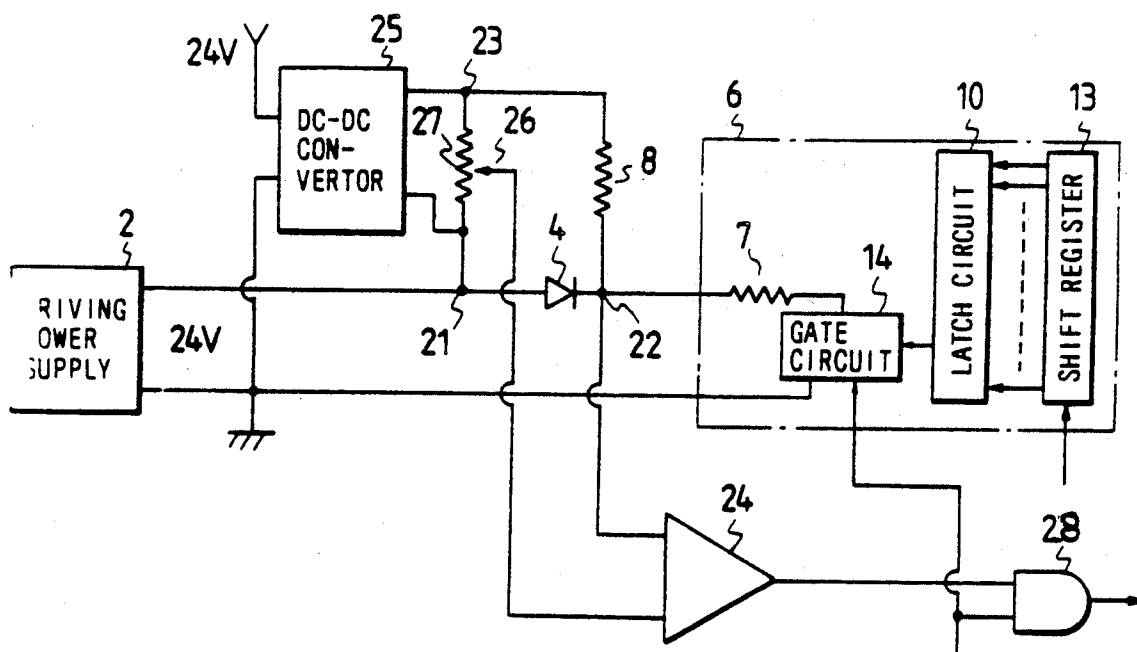 25
23
24V
DC-DC
CON-
VERTOR
27
26
8
6
10
13
LATCH CIRCUIT
SHIFT REGISTER
2
4
7
14
RIVING
OWER
SUPPLY
24V
21
22
GATE
CIRCUIT
24
28